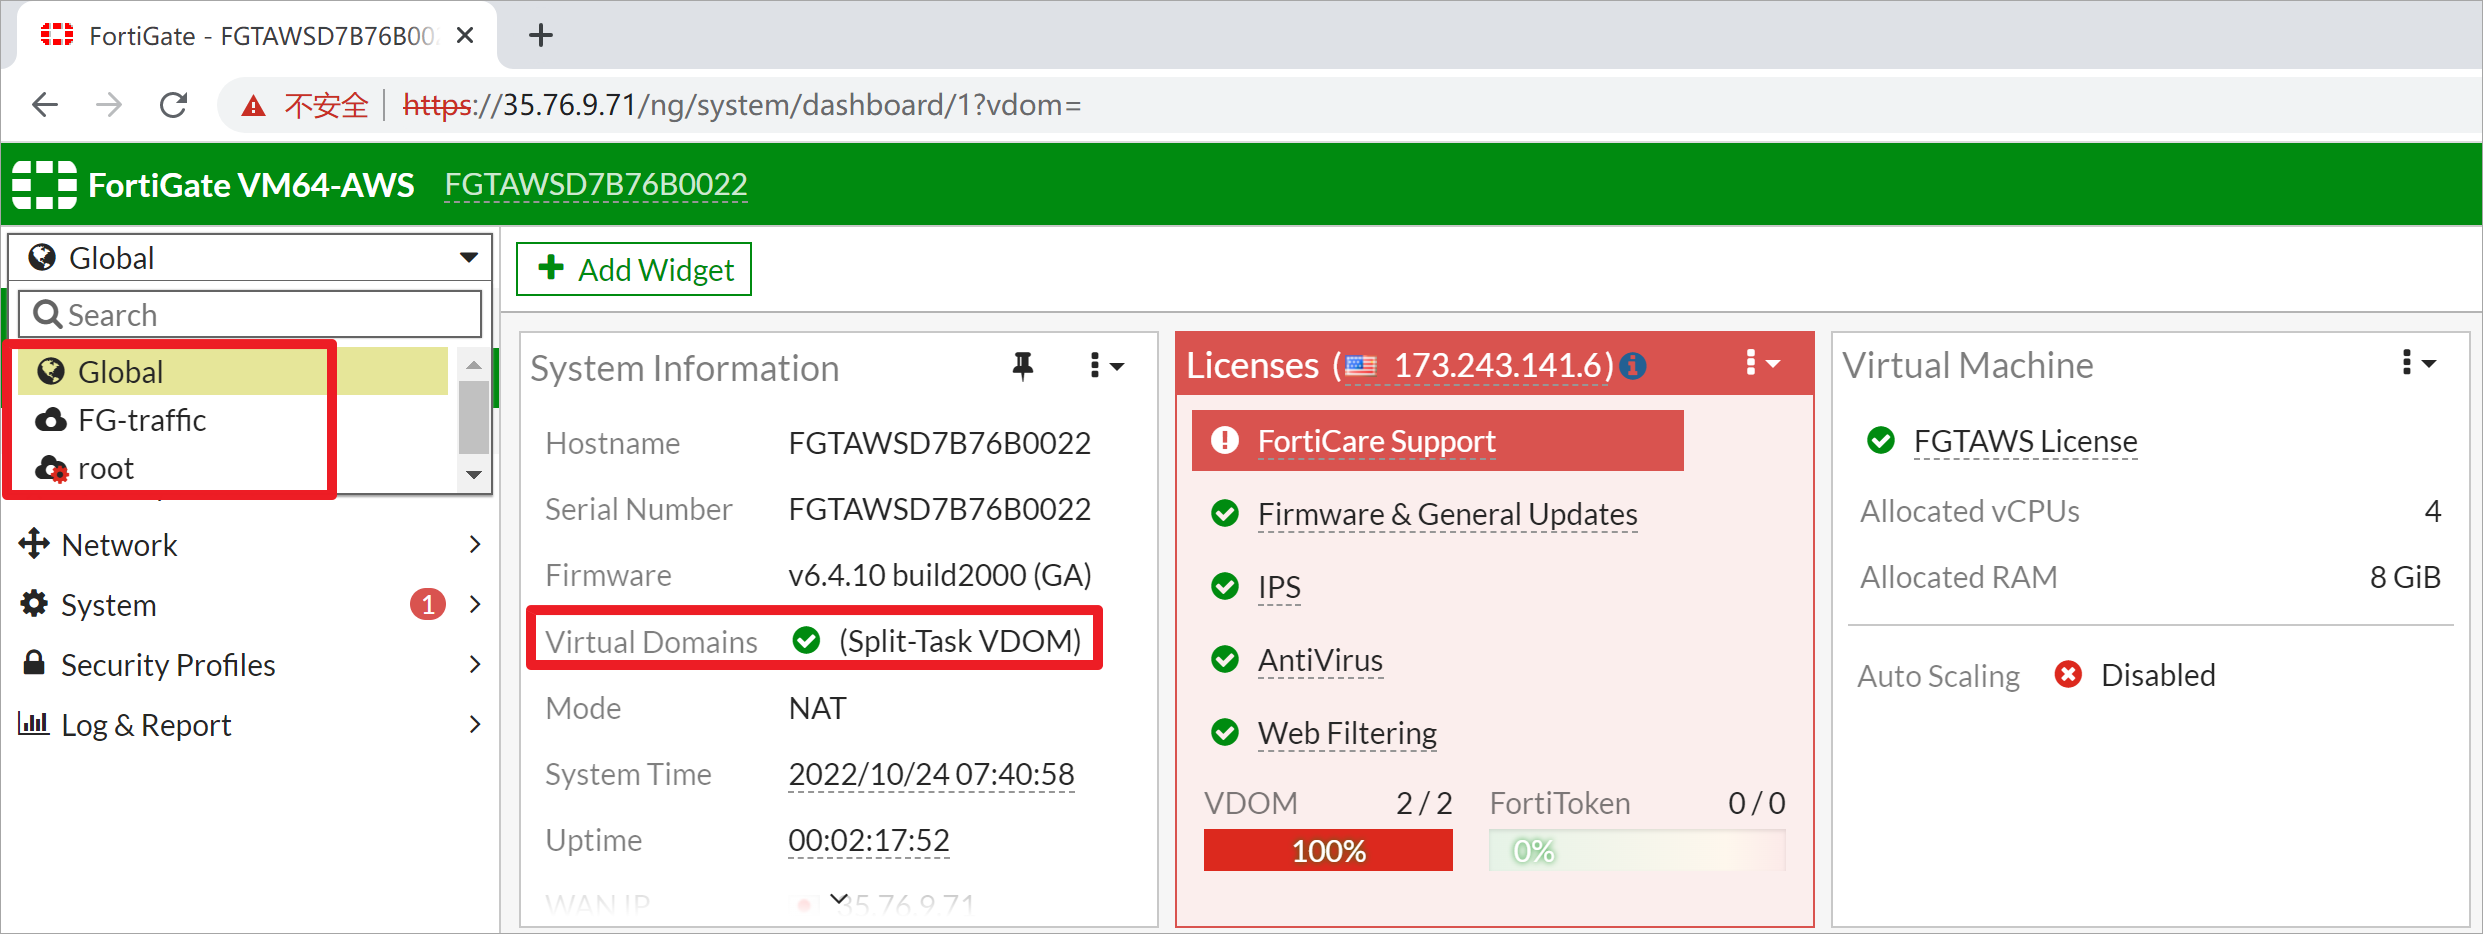 FortiGate - FGTAWSD7B76B002
不安全 https://35.76.9.71/ng/system/dashboard/1?vdom=
FortiGate VM64-AWS FGTAWSD7B76B0022
Global
Search
Global
FG-traffic
root
Network
System 1
Security Profiles
Log & Report
Add Widget
System Information
Hostname FGTAWSD7B76B0022
Serial Number FGTAWSD7B76B0022
Firmware v6.4.10 build2000 (GA)
Virtual Domains (Split-Task VDOM)
Mode NAT
System Time 2022/10/24 07:40:58
Uptime 00:02:17:52
WAN IP 35.76.9.71
Licenses ( 173.243.141.6)
FortiCare Support
Firmware & General Updates
IPS
AntiVirus
Web Filtering
VDOM 2 / 2 FortiToken 0 / 0
100% 0%
Virtual Machine
FGTAWS License
Allocated vCPUs 4
Allocated RAM 8 GiB
Auto Scaling Disabled